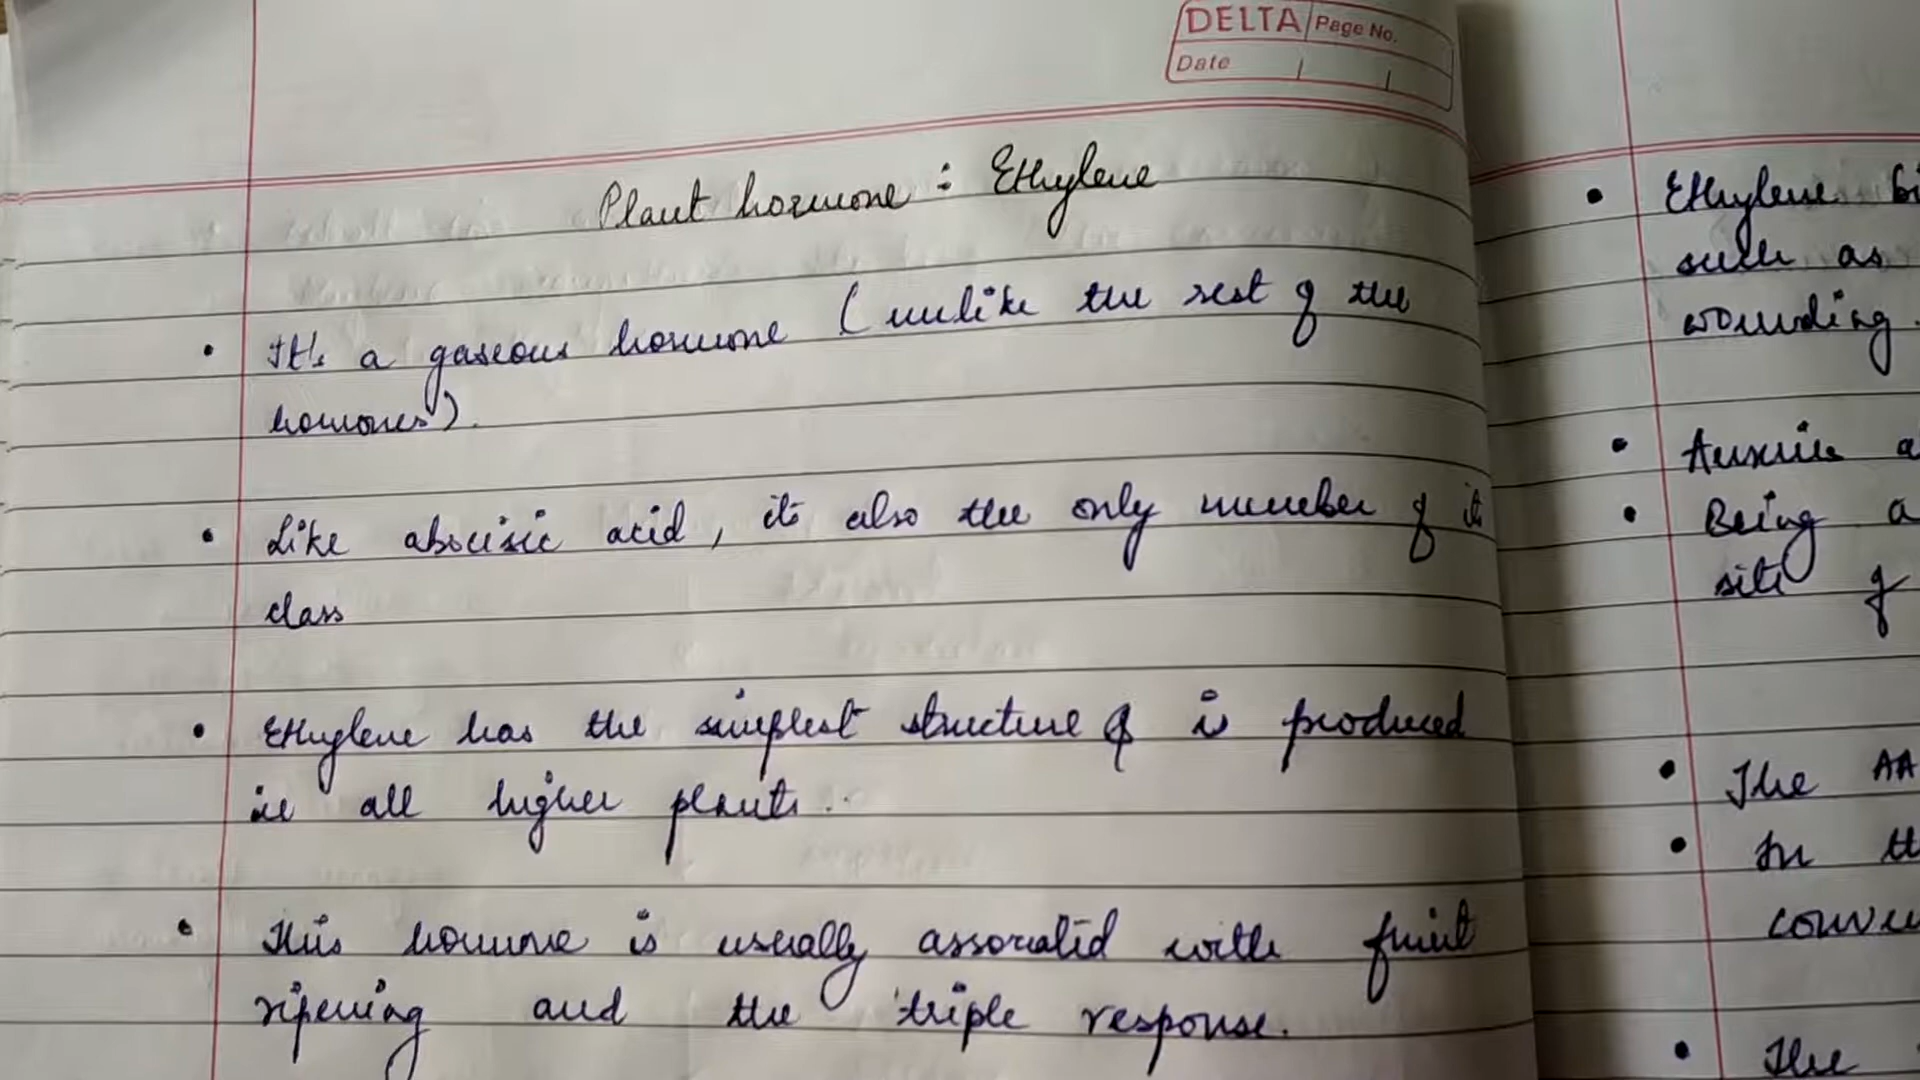 DELTA Page No.
Date
Plant hormone : Ethylene
• It's a gaseous hormone (unlike the rest of the
hormones).
• Like abscisic acid, its also the only member of its
class
• Ethylene has the simplest structure & is produced
in all higher plants.
• This hormone is usually associated with fruit
ripening and the 'triple response.
• Ethylene
such as
wounding.
• Auxin
• Being a
site of
• The AA
• In
• The